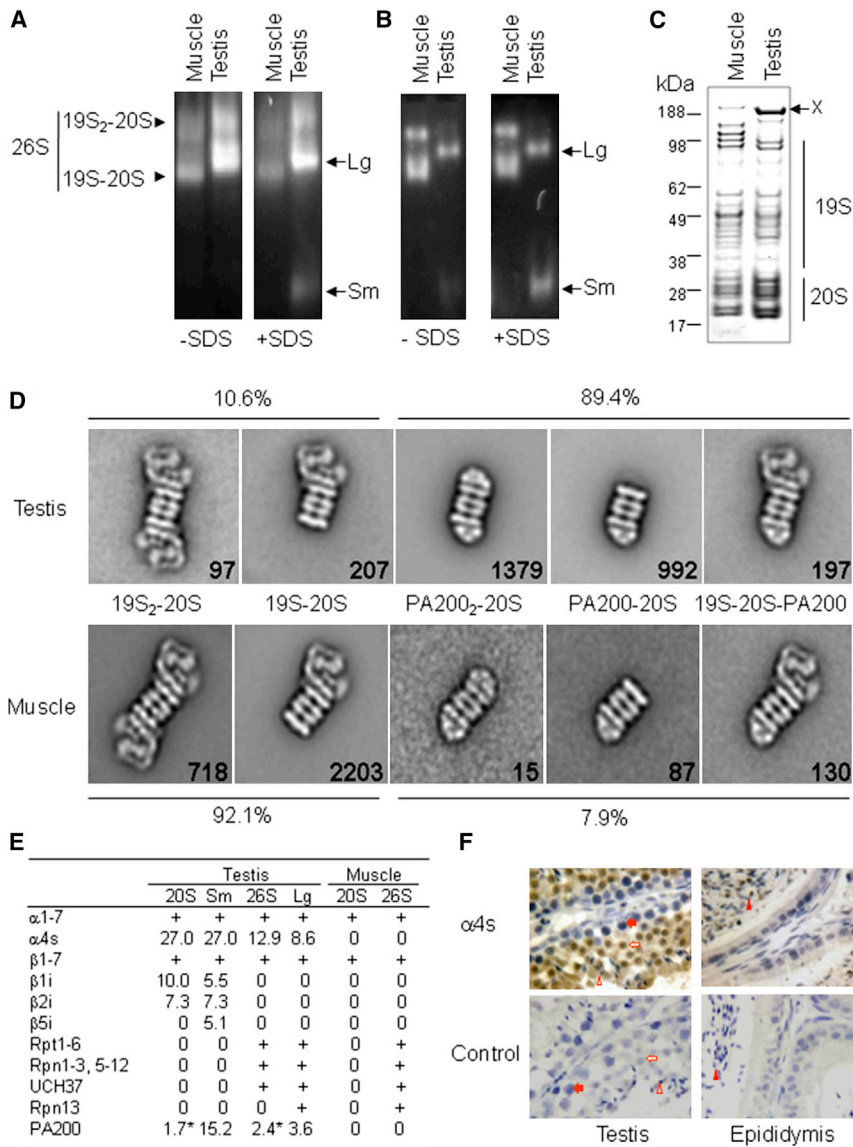 A
Muscle
Testis
Muscle
Testis
26S
19S₂-20S
19S-20S
Lg
Sm
-SDS
+SDS
B
Muscle
Testis
Muscle
Testis
Lg
Sm
- SDS
+SDS
C
kDa
Muscle
Testis
188
98
62
49
38
28
17
X
19S
20S
D
10.6%
89.4%
Testis
97
207
1379
992
197
19S₂-20S
19S-20S
PA200₂-20S
PA200-20S
19S-20S-PA200
Muscle
718
2203
15
87
130
92.1%
7.9%
E
Testis Muscle
20S Sm 26S Lg 20S 26S
α1-7 + + + + + +
α4s 27.0 27.0 12.9 8.6 0 0
β1-7 + + + + + +
β1i 10.0 5.5 0 0 0 0
β2i 7.3 7.3 0 0 0 0
β5i 0 5.1 0 0 0 0
Rpt1-6 0 0 + + 0 +
Rpn1-3, 5-12 0 0 + + 0 +
UCH37 0 0 + + 0 +
Rpn13 0 0 0 + 0 +
PA200 1.7* 15.2 2.4* 3.6 0 0
F
α4s
Control
Testis
Epididymis